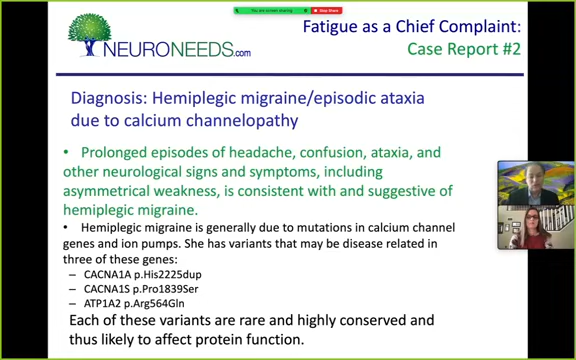 You are screen sharing
Stop Share
NEURONEEDS.com
Fatigue as a Chief Complaint:
Case Report #2
Diagnosis: Hemiplegic migraine/episodic ataxia
due to calcium channelopathy
• Prolonged episodes of headache, confusion, ataxia, and
other neurological signs and symptoms, including
asymmetrical weakness, is consistent with and suggestive of
hemiplegic migraine.
• Hemiplegic migraine is generally due to mutations in calcium channel
genes and ion pumps. She has variants that may be disease related in
three of these genes:
– CACNA1A p.His2225dup
– CACNA1S p.Pro1839Ser
– ATP1A2 p.Arg564Gln
Each of these variants are rare and highly conserved and
thus likely to affect protein function.